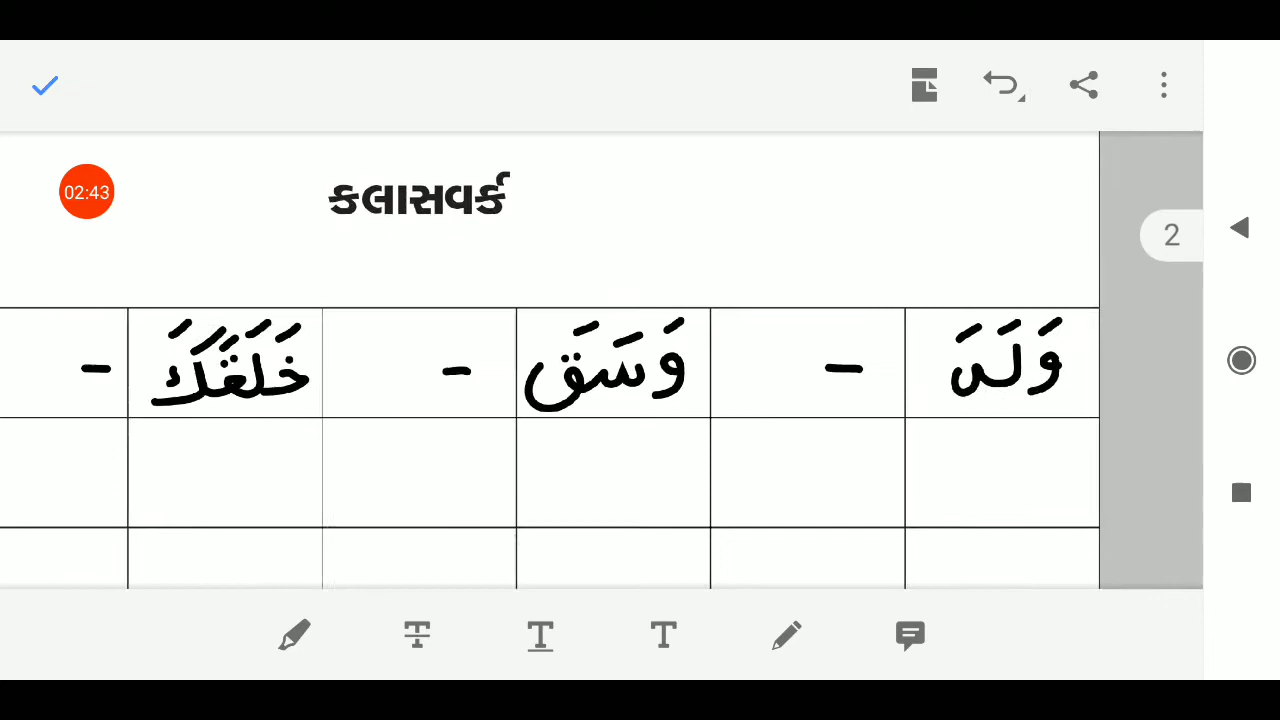 02:43
કલાસવર્ક
2
وَلَںَ – وَسَقَ – خَلَقَكَ –